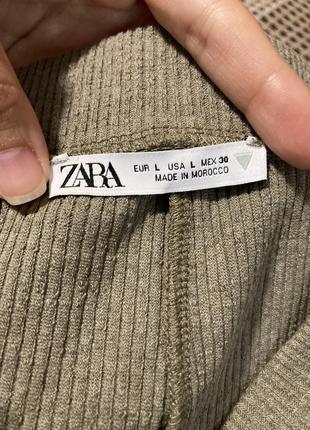 ZARA
EUR L USA L MEX 30
MADE IN MOROCCO